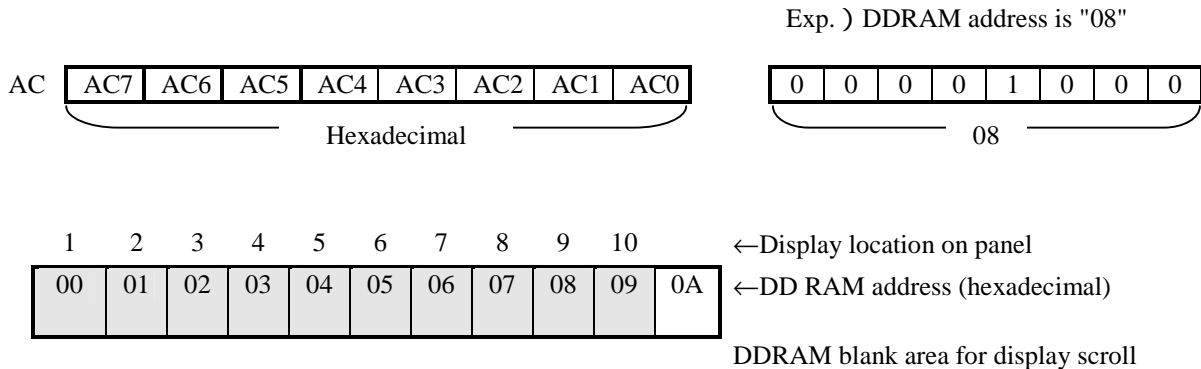 Exp. ) DDRAM address is "08"
AC AC7 AC6 AC5 AC4 AC3 AC2 AC1 AC0 0 0 0 0 1 0 0 0
Hexadecimal 08
1 2 3 4 5 6 7 8 9 10 ←Display location on panel
00 01 02 03 04 05 06 07 08 09 0A ←DD RAM address (hexadecimal)
DDRAM blank area for display scroll